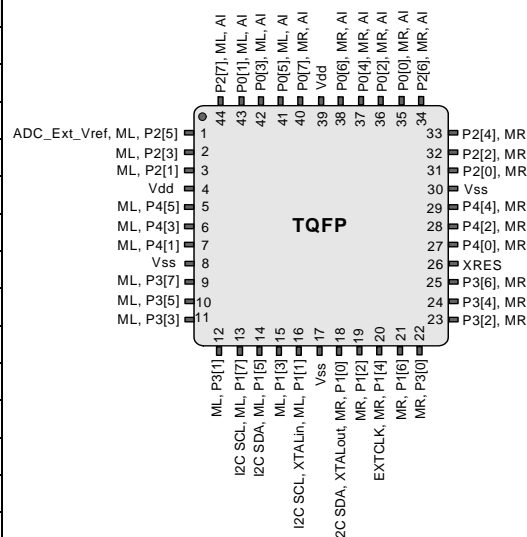 P2[7], ML, AI
P0[1], ML, AI
P0[3], ML, AI
P0[5], ML, AI
P0[7], MR, AI
Vdd
P0[6], MR, AI
P0[4], MR, AI
P0[2], MR, AI
P0[0], MR, AI
P2[6], MR, AI
44
43
42
41
40
39
38
37
36
35
34
ADC_Ext_Vref, ML, P2[5] 1
ML, P2[3] 2
ML, P2[1] 3
Vdd 4
ML, P4[5] 5
ML, P4[3] 6
ML, P4[1] 7
Vss 8
ML, P3[7] 9
ML, P3[5] 10
ML, P3[3] 11
TQFP
33 P2[4], MR
32 P2[2], MR
31 P2[0], MR
30 Vss
29 P4[4], MR
28 P4[2], MR
27 P4[0], MR
26 XRES
25 P3[6], MR
24 P3[4], MR
23 P3[2], MR
12
13
14
15
16
17
18
19
20
21
22
ML, P3[1]
I2C SCL, ML, P1[7]
I2C SDA, ML, P1[5]
ML, P1[3]
I2C SCL, XTALin, ML, P1[1]
Vss
2C SDA, XTALout, MR, P1[0]
MR, P1[2]
EXTCLK, MR, P1[4]
MR, P1[6]
MR, P3[0]